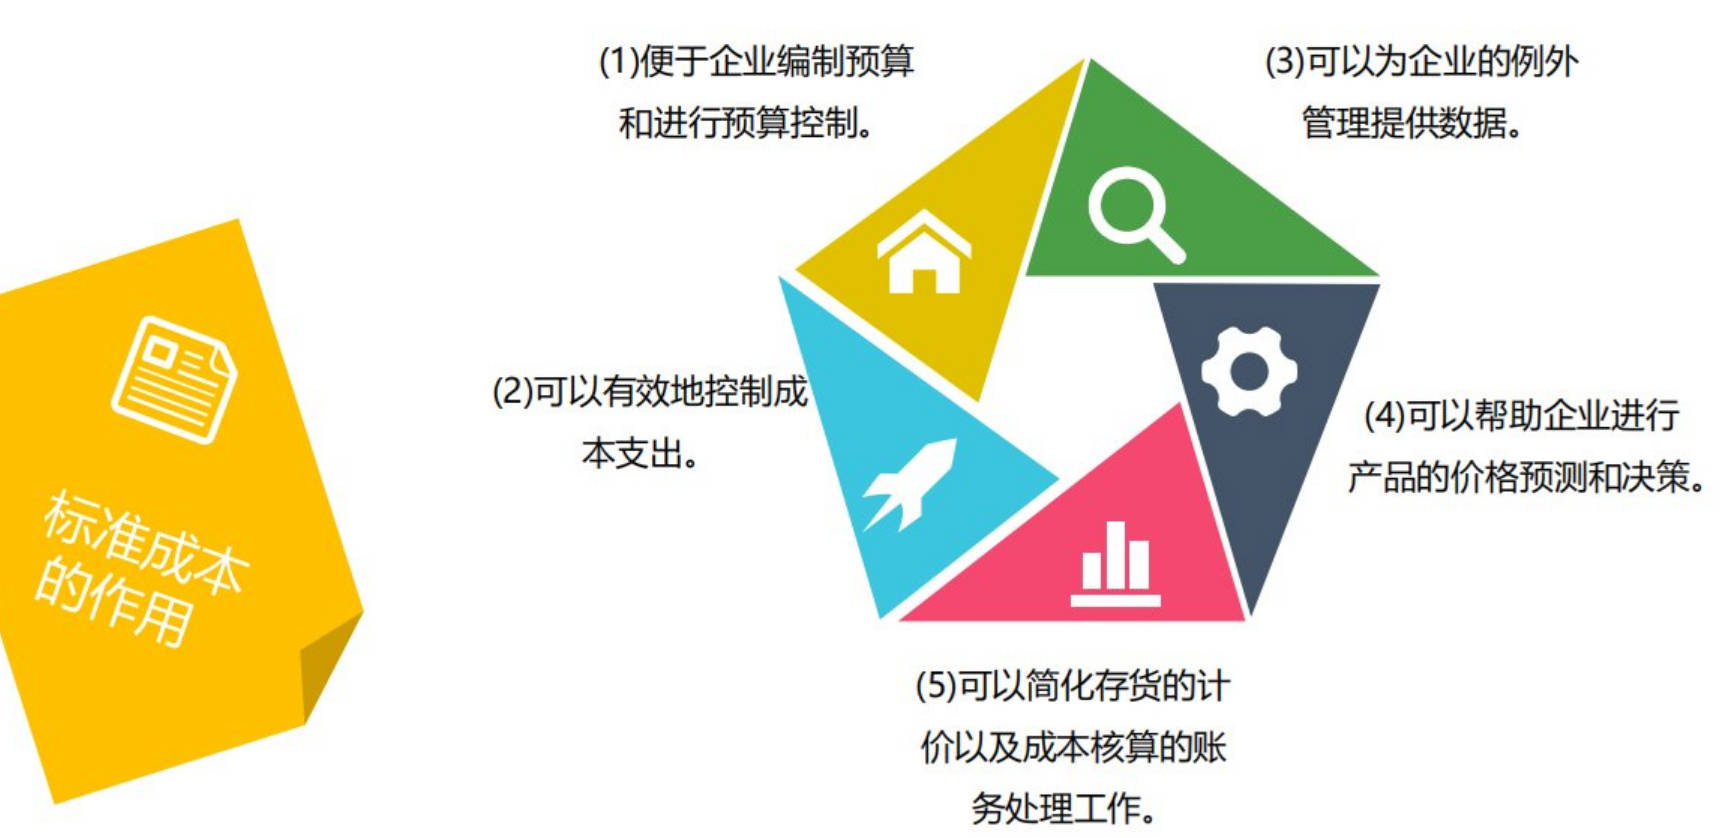 标准成本
的作用
(1)便于企业编制预算
和进行预算控制。
(2)可以有效地控制成
本支出。
(3)可以为企业的例外
管理提供数据。
(4)可以帮助企业进行
产品的价格预测和决策。
(5)可以简化存货的计
价以及成本核算的账
务处理工作。